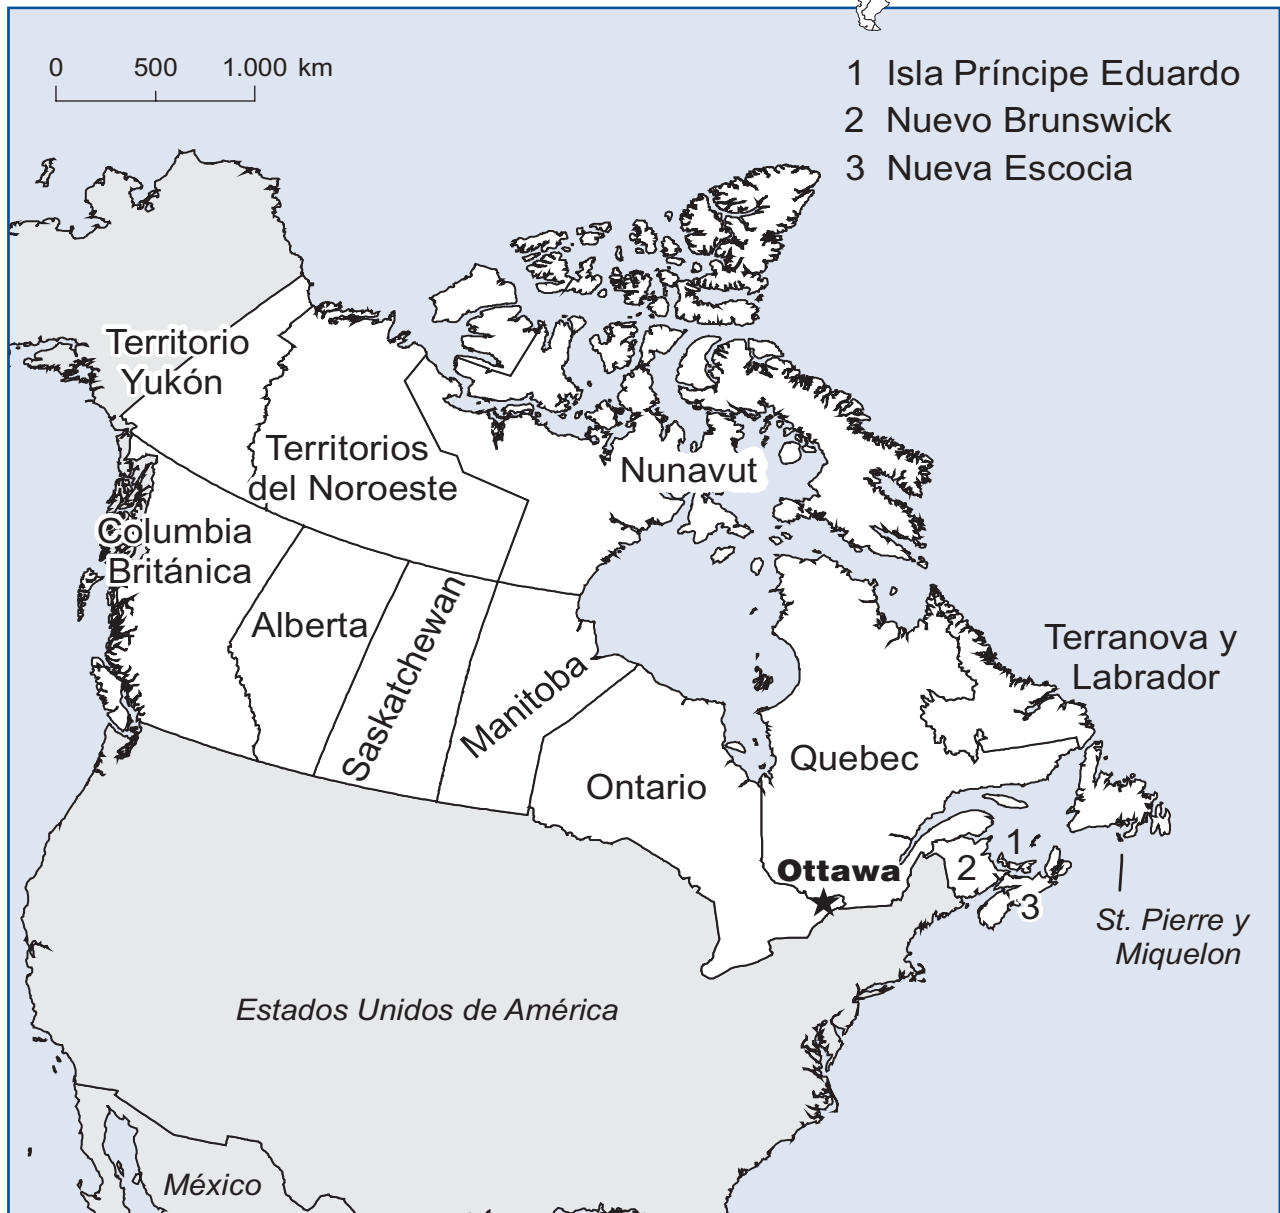 0 500 1.000 km
1 Isla Príncipe Eduardo
2 Nuevo Brunswick
3 Nueva Escocia
Territorio
Yukón
Territorios
del Noroeste
Nunavut
Columbia
Británica
Alberta
Saskatchewan
Manitoba
Terranova y
Labrador
Quebec
Ontario
1
2
Ottawa
3
St. Pierre y
Miquelon
Estados Unidos de América
México